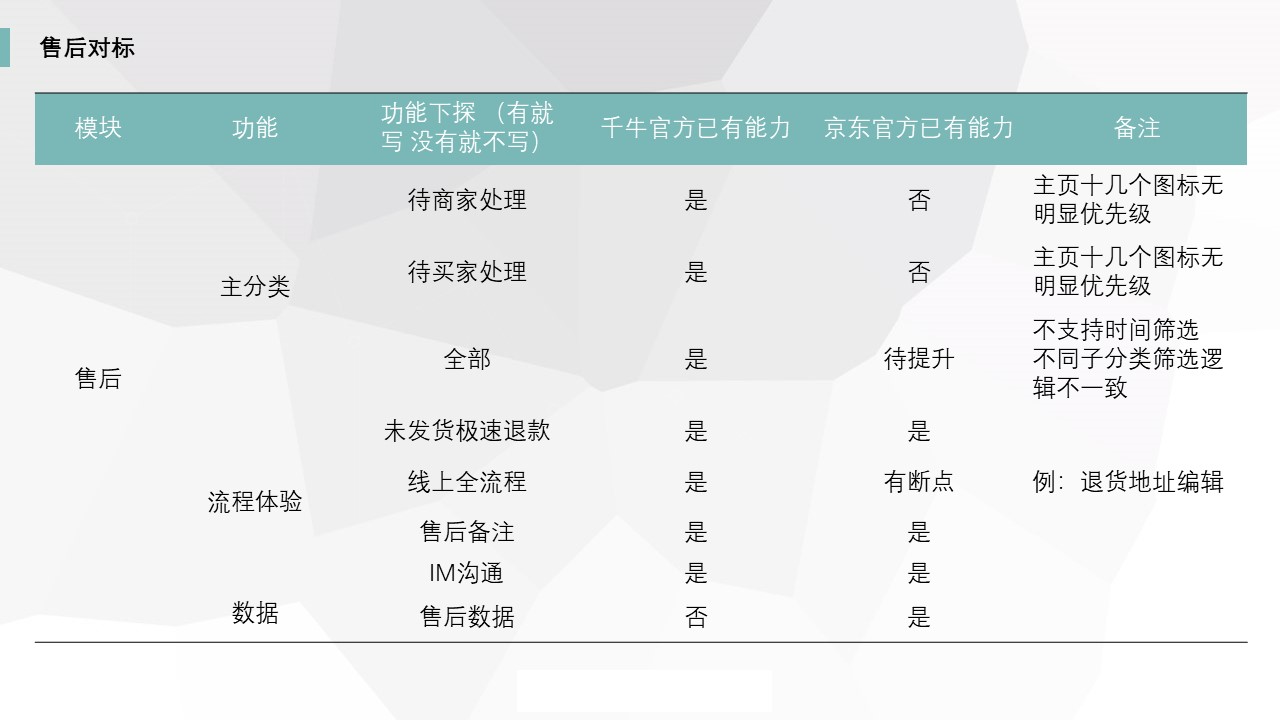 售后对标
模块
功能
功能下探 （有就
写 没有就不写）
千牛官方已有能力
京东官方已有能力
备注
售后
主分类
待商家处理
是
否
主页十几个图标无
明显优先级
待买家处理
是
否
主页十几个图标无
明显优先级
全部
是
待提升
不支持时间筛选
不同子分类筛选逻
辑不一致
流程体验
未发货极速退款
是
是
线上全流程
是
有断点
例：退货地址编辑
售后备注
是
是
IM沟通
是
是
数据
售后数据
否
是